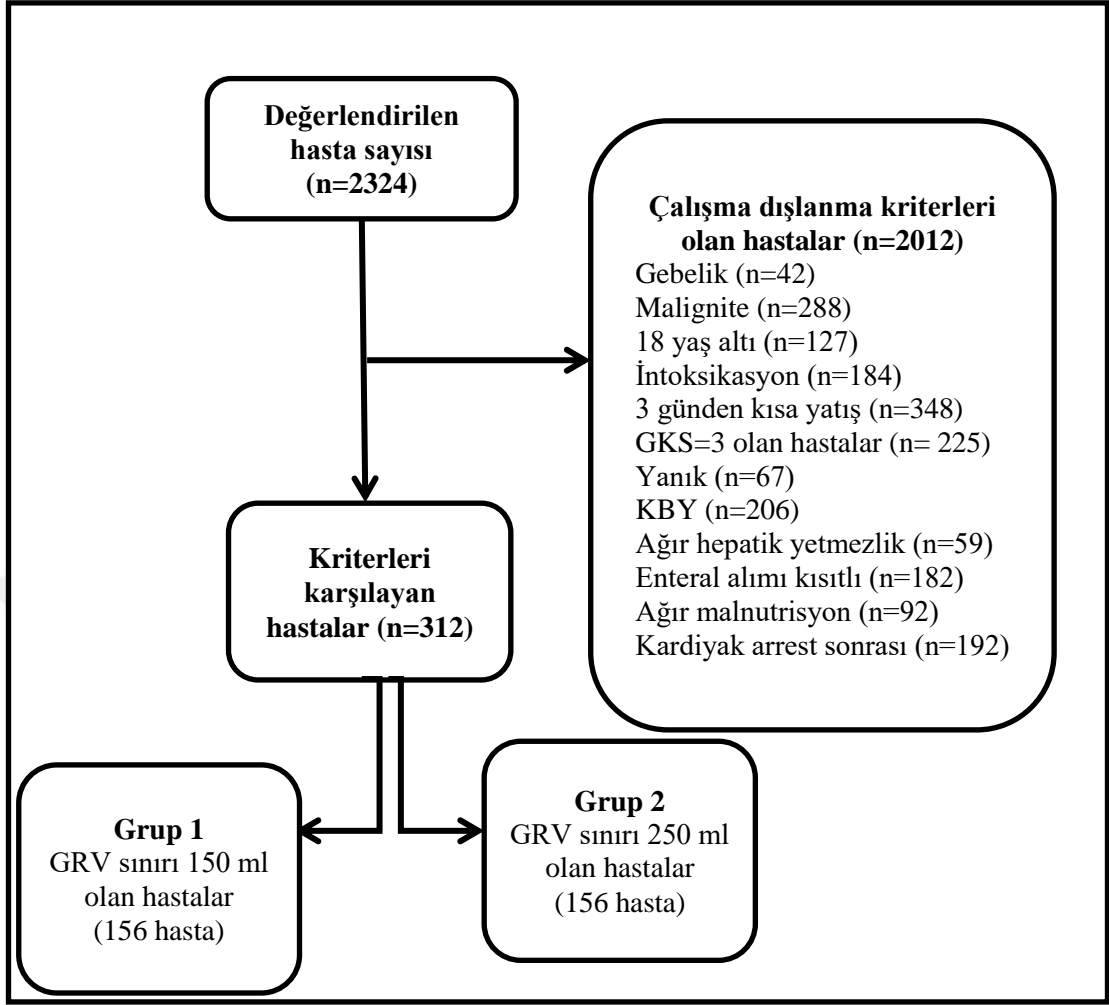 Değerlendirilen
hasta sayısı
(n=2324)
Çalışma dışlanma kriterleri
olan hastalar (n=2012)
Gebelik (n=42)
Malignite (n=288)
18 yaş altı (n=127)
İntoksikasyon (n=184)
3 günden kısa yatış (n=348)
GKS=3 olan hastalar (n= 225)
Yanık (n=67)
KBY (n=206)
Ağır hepatik yetmezlik (n=59)
Enteral alımı kısıtlı (n=182)
Ağır malnutrisyon (n=92)
Kardiyak arrest sonrası (n=192)
Kriterleri
karşılayan
hastalar (n=312)
Grup 1
GRV sınırı 150 ml
olan hastalar
(156 hasta)
Grup 2
GRV sınırı 250 ml
olan hastalar
(156 hasta)